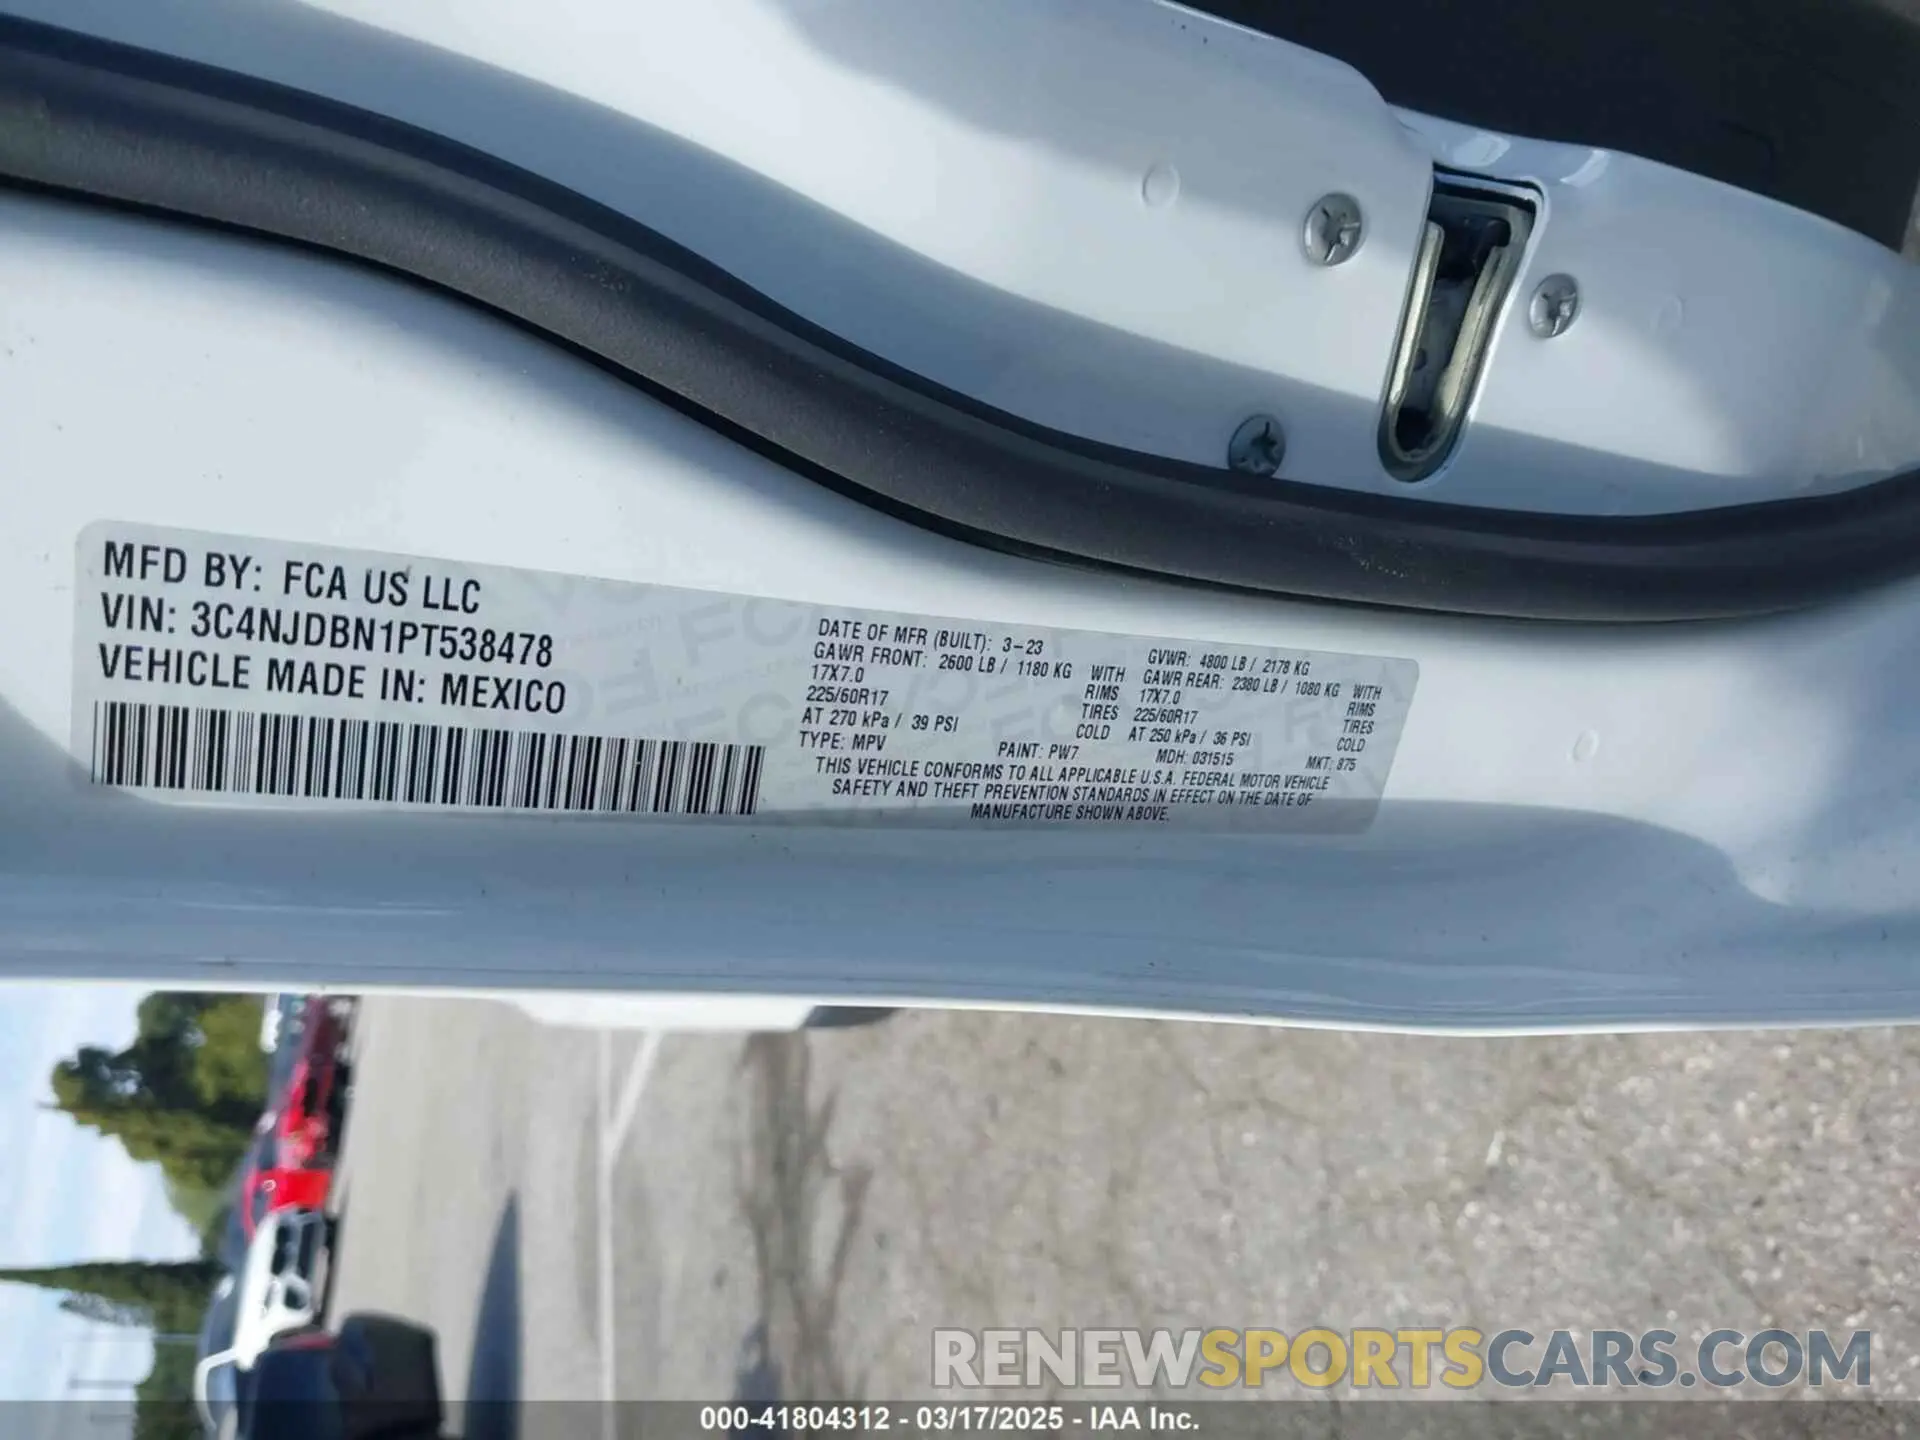 MFD BY: FCA US LLC
VIN: 3C4NJDBN1PT538478
VEHICLE MADE IN: MEXICO
DATE OF MFR (BUILT): 3-23 GVWR: 4800 LB / 2178 KG
GAWR FRONT: 2600 LB / 1180 KG WITH GAWR REAR: 2380 LB / 1080 KG WITH
17X7.0 RIMS 17X7.0 RIMS
225/60R17 TIRES 225/60R17 TIRES
AT 270 kPa / 39 PSI COLD AT 250 kPa / 36 PSI COLD
TYPE: MPV PAINT: PW7 MDH: 031515 MKT: 875
THIS VEHICLE CONFORMS TO ALL APPLICABLE U.S.A. FEDERAL MOTOR VEHICLE
SAFETY AND THEFT PREVENTION STANDARDS IN EFFECT ON THE DATE OF
MANUFACTURE SHOWN ABOVE.
RENEWSPORTSCARS.COM
000-41804312 - 03/17/2025 - IAA Inc.